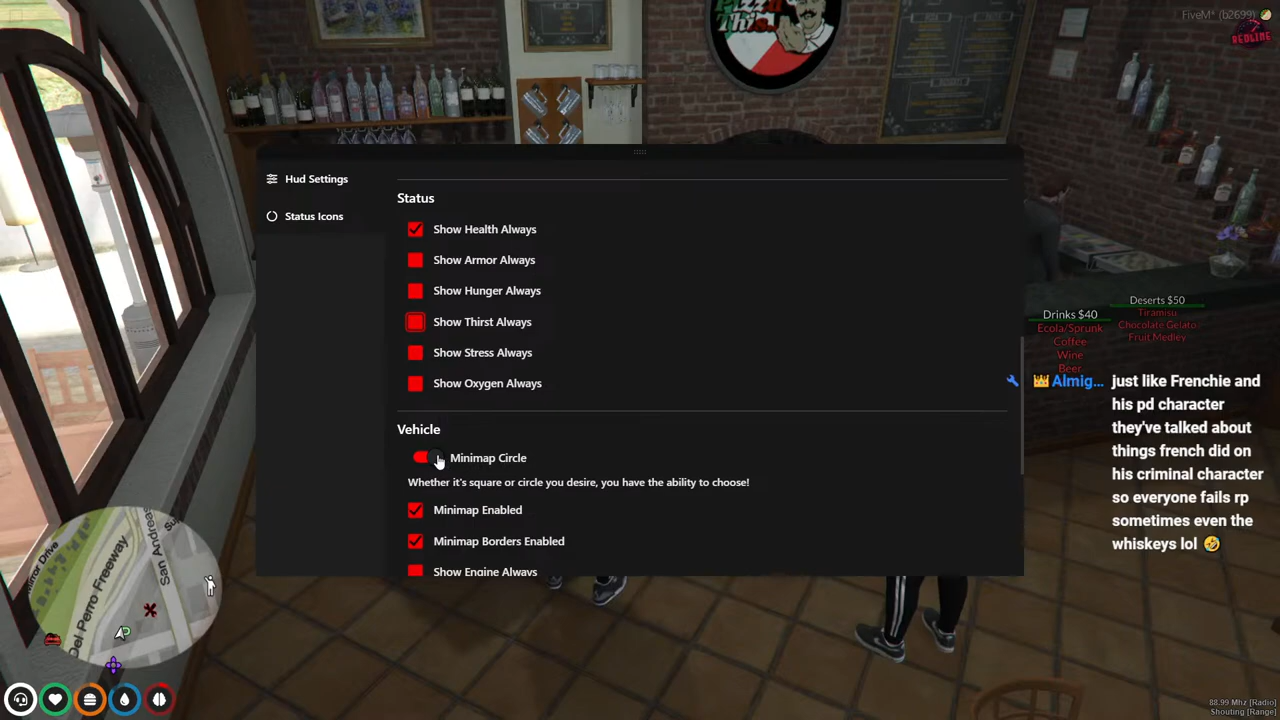 FiveM* (b2699)
REDLINE
Pizza
This
Hud Settings
Status Icons
Status
Show Health Always
Show Armor Always
Show Hunger Always
Show Thirst Always
Show Stress Always
Show Oxygen Always
Vehicle
Minimap Circle
Whether it's square or circle you desire, you have the ability to choose!
Minimap Enabled
Minimap Borders Enabled
Show Engine Always
Drinks $40
Ecola/Sprunk
Coffee
Wine
Beer
Deserts $50
Tiramisu
Chocolate Gelato
Fruit Medley
Almig... just like Frenchie and
his pd character
they've talked about
things french did on
his criminal character
so everyone fails rp
sometimes even the
whiskeys lol 🤣
Mirror Drive
Del Perro Freeway
San Andreas
P
88.99 Mhz [Radio]
Shouting [Range]